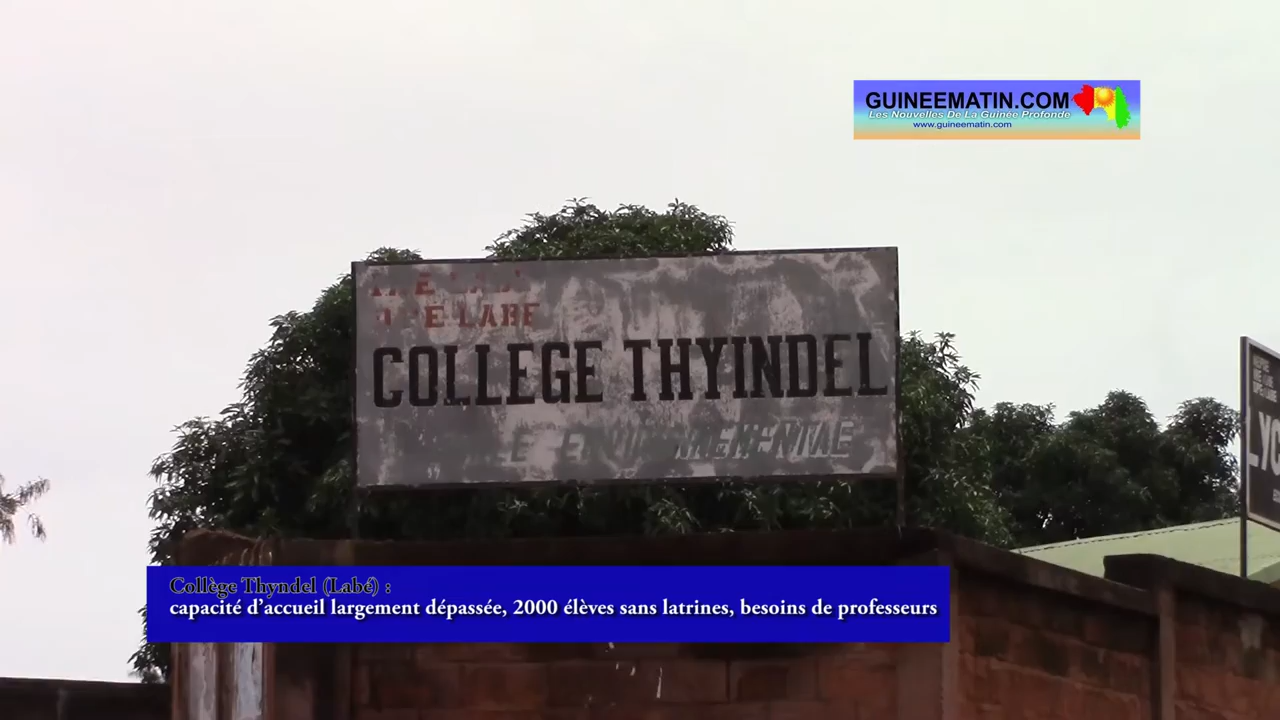 GUINEEMATIN.COM
Les Nouvelles De La Guinée Profonde
www.guineematin.com
LABE
COLLEGE THYINDEL
Collège Thyndel (Labé) :
capacité d'accueil largement dépassée, 2000 élèves sans latrines, besoins de professeurs